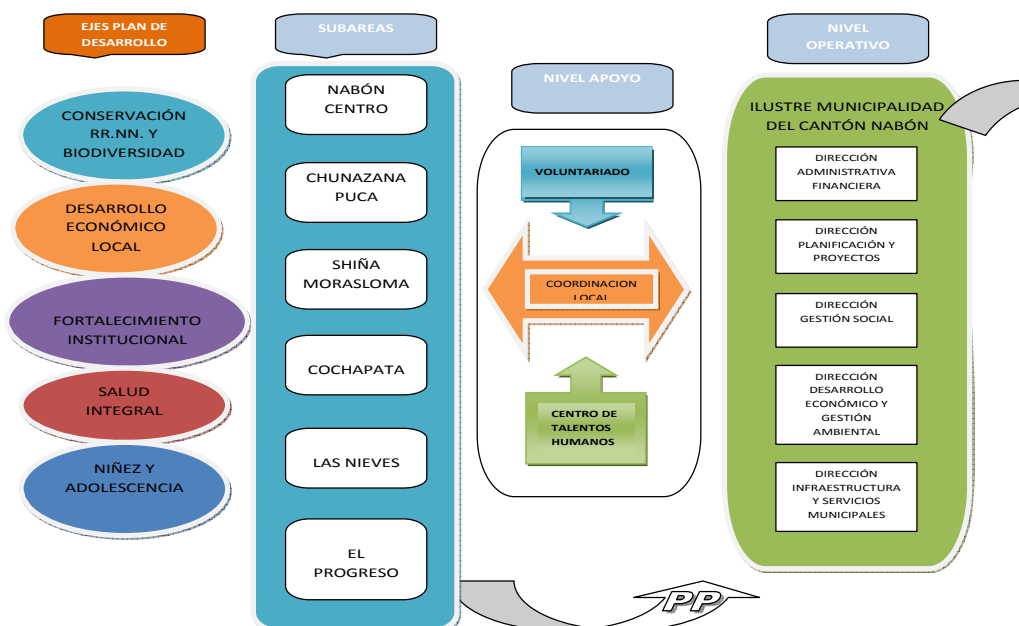 EJES PLAN DE
DESARROLLO
CONSERVACIÓN
RR.NN. Y
BIODIVERSIDAD
DESARROLLO
ECONÓMICO
LOCAL
FORTALECIMIENTO
INSTITUCIONAL
SALUD
INTEGRAL
NIÑEZ Y
ADOLESCENCIA
SUBAREAS
NABÓN
CENTRO
CHUNAZANA
PUCA
SHIÑA
MORASLOMA
COCHAPATA
LAS NIEVES
EL
PROGRESO
NIVEL APOYO
VOLUNTARIADO
COORDINACION
LOCAL
CENTRO DE
TALENTOS
HUMANOS
NIVEL
OPERATIVO
ILUSTRE MUNICIPALIDAD
DEL CANTÓN NABÓN
DIRECCIÓN
ADMINISTRATIVA
FINANCIERA
DIRECCIÓN
PLANIFICACIÓN Y
PROYECTOS
DIRECCIÓN
GESTIÓN SOCIAL
DIRECCIÓN
DESARROLLO
ECONÓMICO Y
GESTIÓN
AMBIENTAL
DIRECCIÓN
INFRAESTRUCTURA
Y SERVICIOS
MUNICIPALES
PP